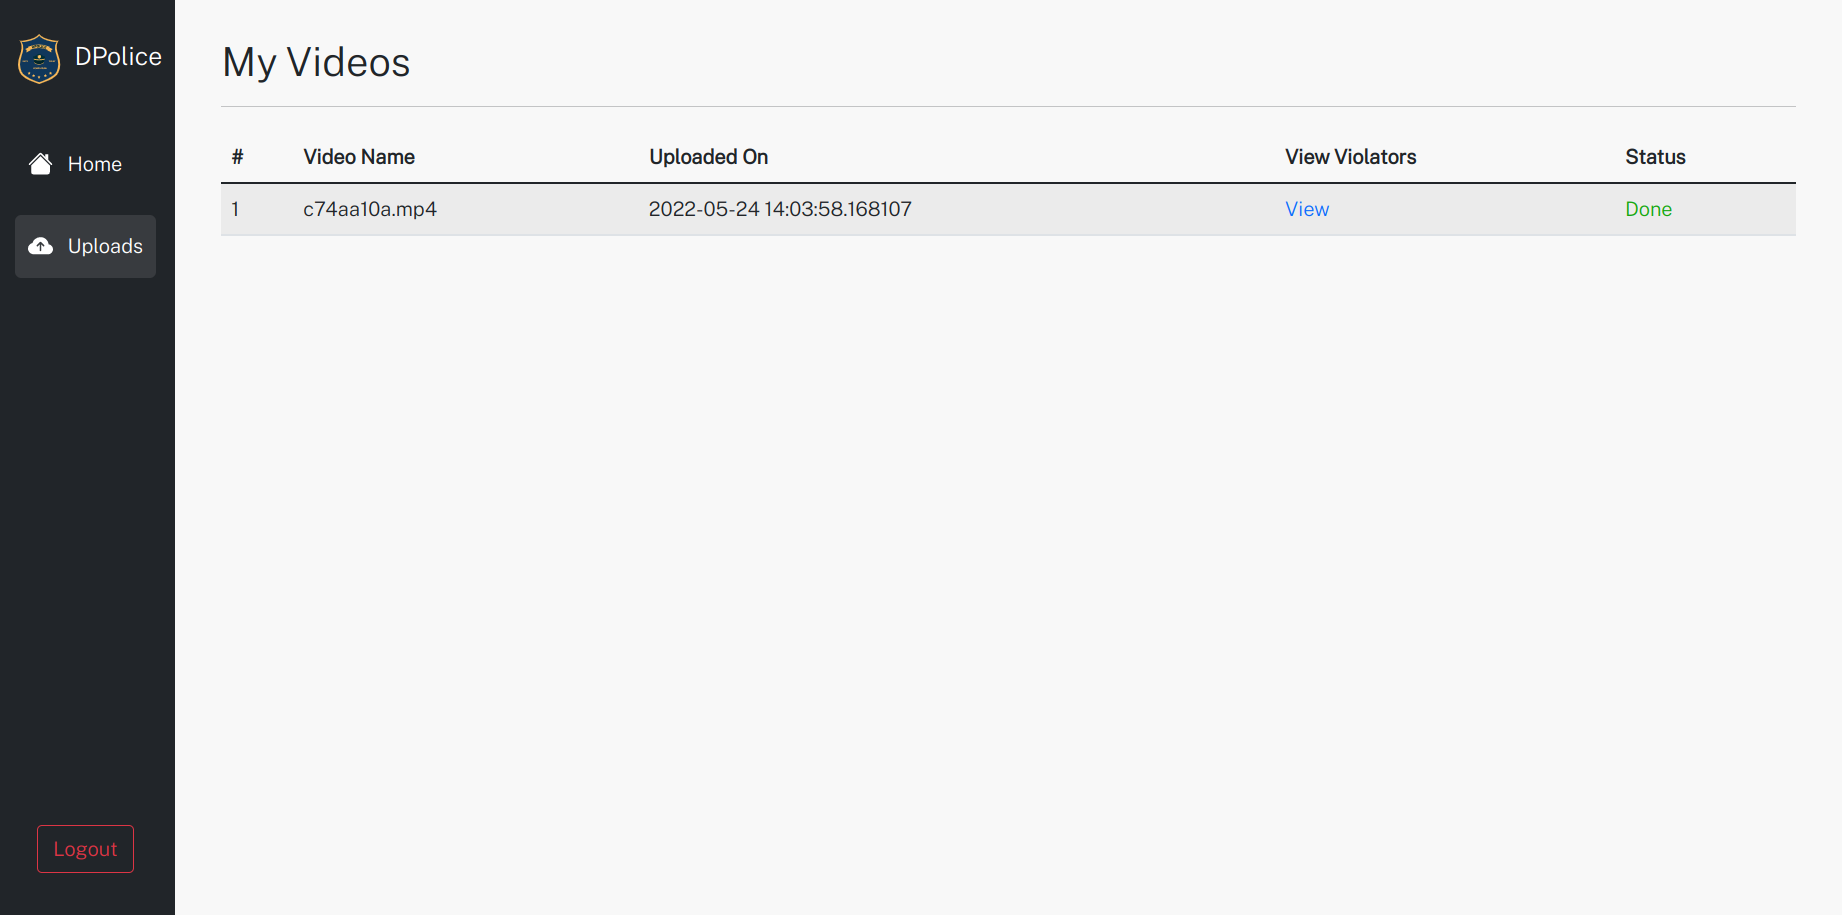 DPolice
Home
Uploads
Logout
My Videos
# Video Name Uploaded On View Violators Status
1 c74aa10a.mp4 2022-05-24 14:03:58.168107 View Done